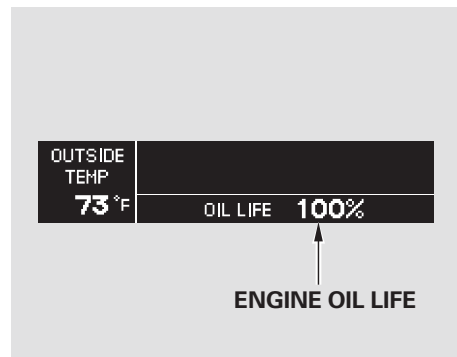 OUTSIDE
TEMP
73°F
OIL LIFE 100%
ENGINE OIL LIFE